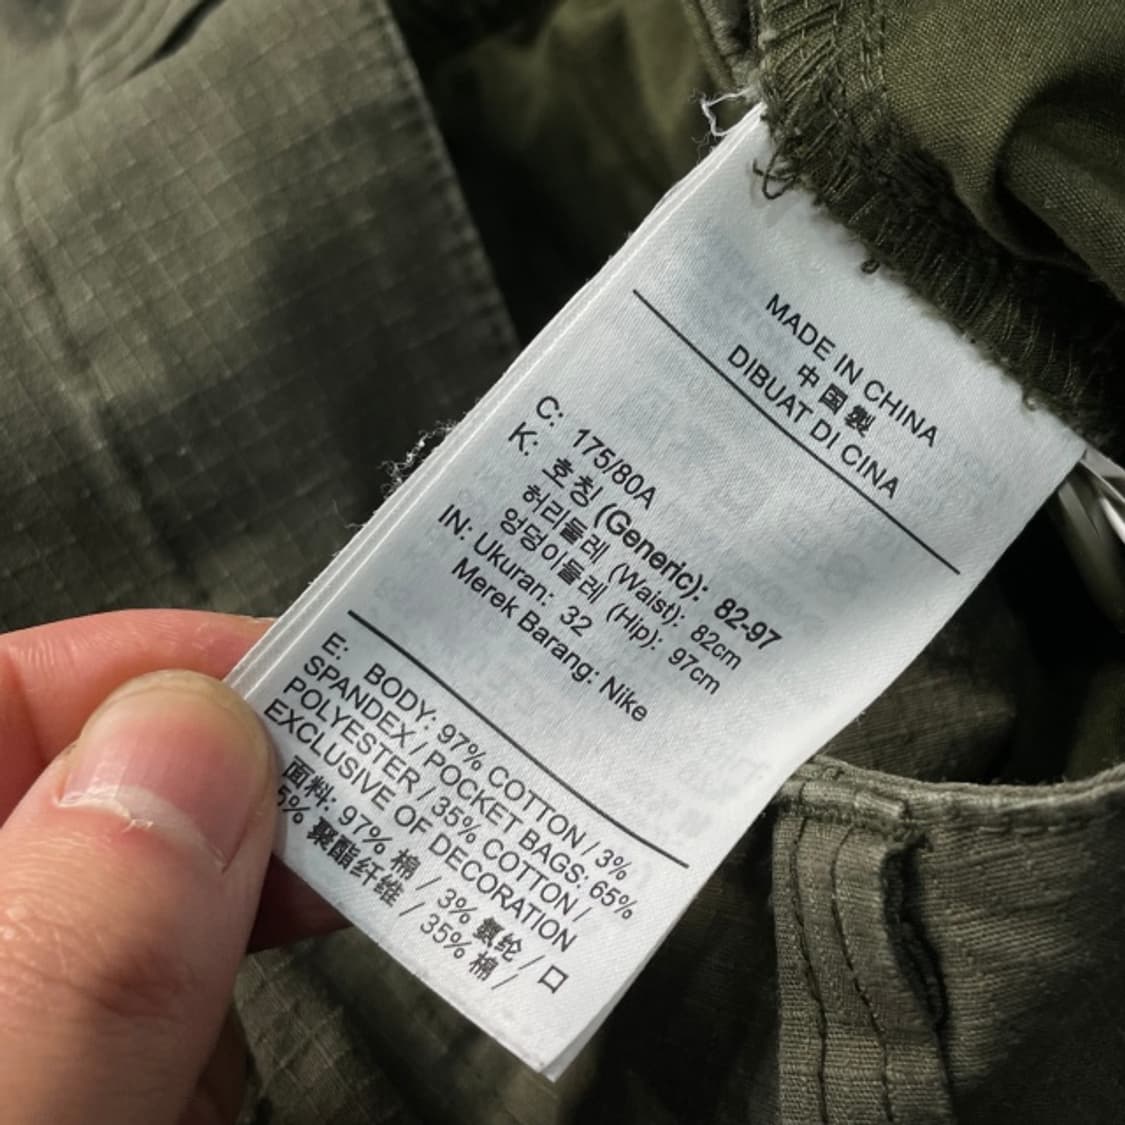 MADE IN CHINA
中国製
DIBUAT DI CINA
C: 175/80A
K: 호칭 (Generic): 82-97
허리둘레 (Waist): 82cm
엉덩이둘레 (Hip): 97cm
IN: Ukuran: 32
Merek Barang: Nike
E: BODY: 97% COTTON / 3%
SPANDEX / POCKET BAGS: 65%
POLYESTER / 35% COTTON /
EXCLUSIVE OF DECORATION
面料: 97% 棉 / 3% 氨纶 / 口
5% 聚酯纤维 / 35% 棉 /